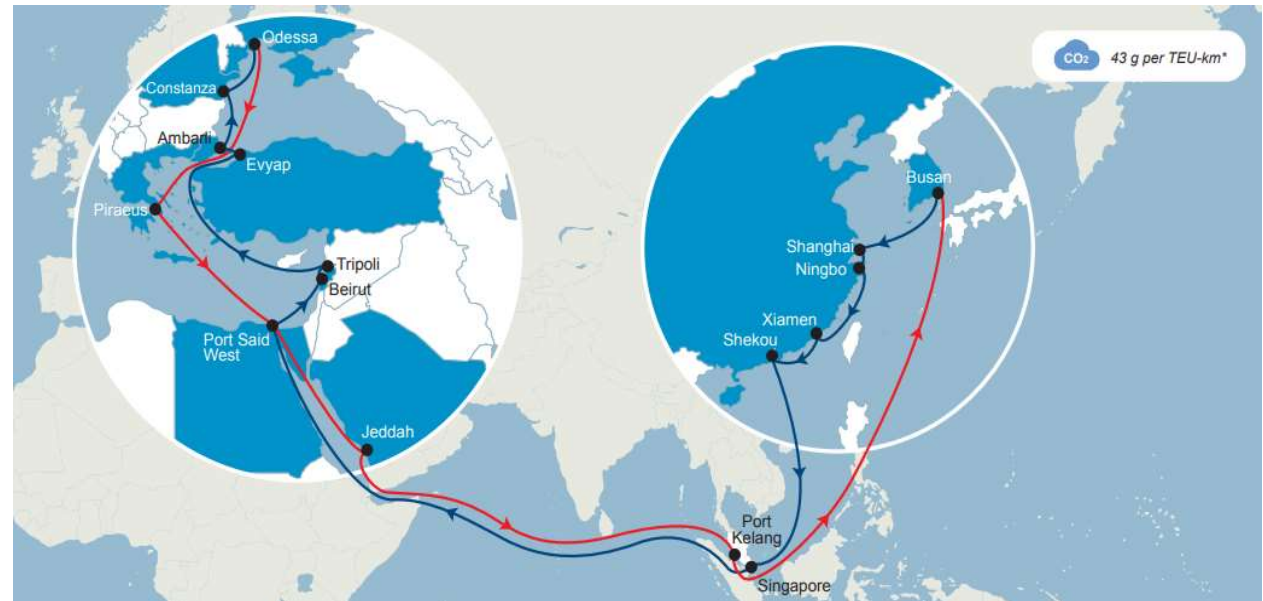 Odessa
CO₂ 43 g per TEU-km*
Constanza
Ambarli
Evyap
Piraeus
Tripoli
Beirut
Port Said
West
Jeddah
Busan
Shanghai
Ningbo
Xiamen
Shekou
Port
Kelang
Singapore